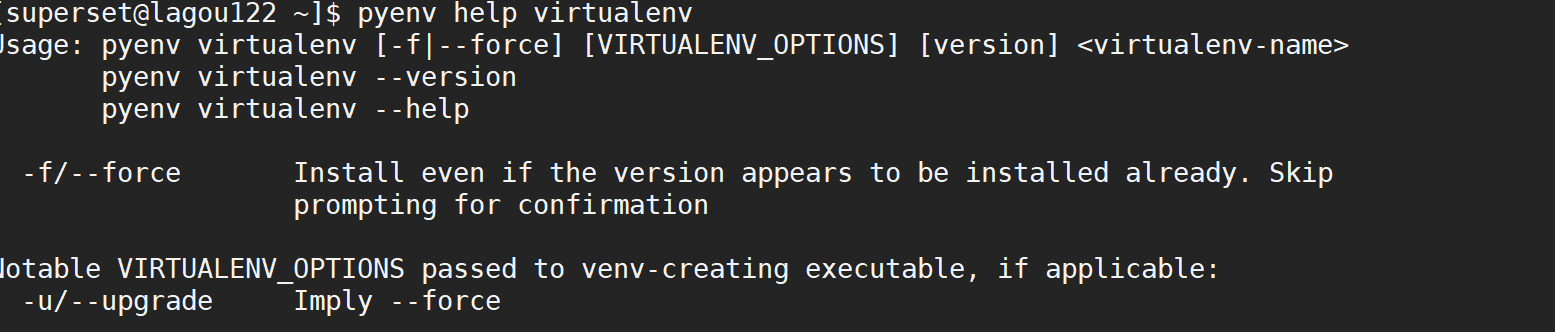 [superset@lagou122 ~]$ pyenv help virtualenv
Usage: pyenv virtualenv [-f|--force] [VIRTUALENV_OPTIONS] [version] <virtualenv-name>
pyenv virtualenv --version
pyenv virtualenv --help
-f/--force Install even if the version appears to be installed already. Skip
prompting for confirmation
Notable VIRTUALENV_OPTIONS passed to venv-creating executable, if applicable:
-u/--upgrade Imply --force